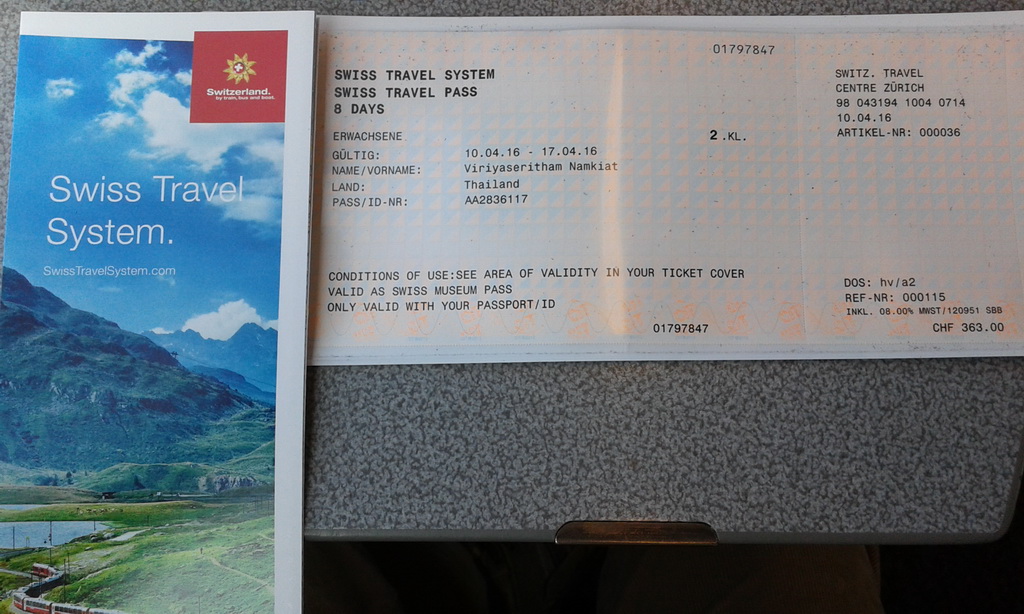 Switzerland.
by train, bus and boat.
Swiss Travel
System.
SwissTravelSystem.com
01797847
SWISS TRAVEL SYSTEM
SWISS TRAVEL PASS
8 DAYS
ERWACHSENE
2.KL.
GÜLTIG: 10.04.16 - 17.04.16
NAME/VORNAME: Viriyaseritham Namkiat
LAND: Thailand
PASS/ID-NR: AA2836117
SWITZ. TRAVEL
CENTRE ZÜRICH
98 043194 1004 0714
10.04.16
ARTIKEL-NR: 000036
CONDITIONS OF USE:SEE AREA OF VALIDITY IN YOUR TICKET COVER
VALID AS SWISS MUSEUM PASS
ONLY VALID WITH YOUR PASSPORT/ID
01797847
DOS: hv/a2
REF-NR: 000115
INKL. 08.00% MWST/120951 SBB
CHF 363.00